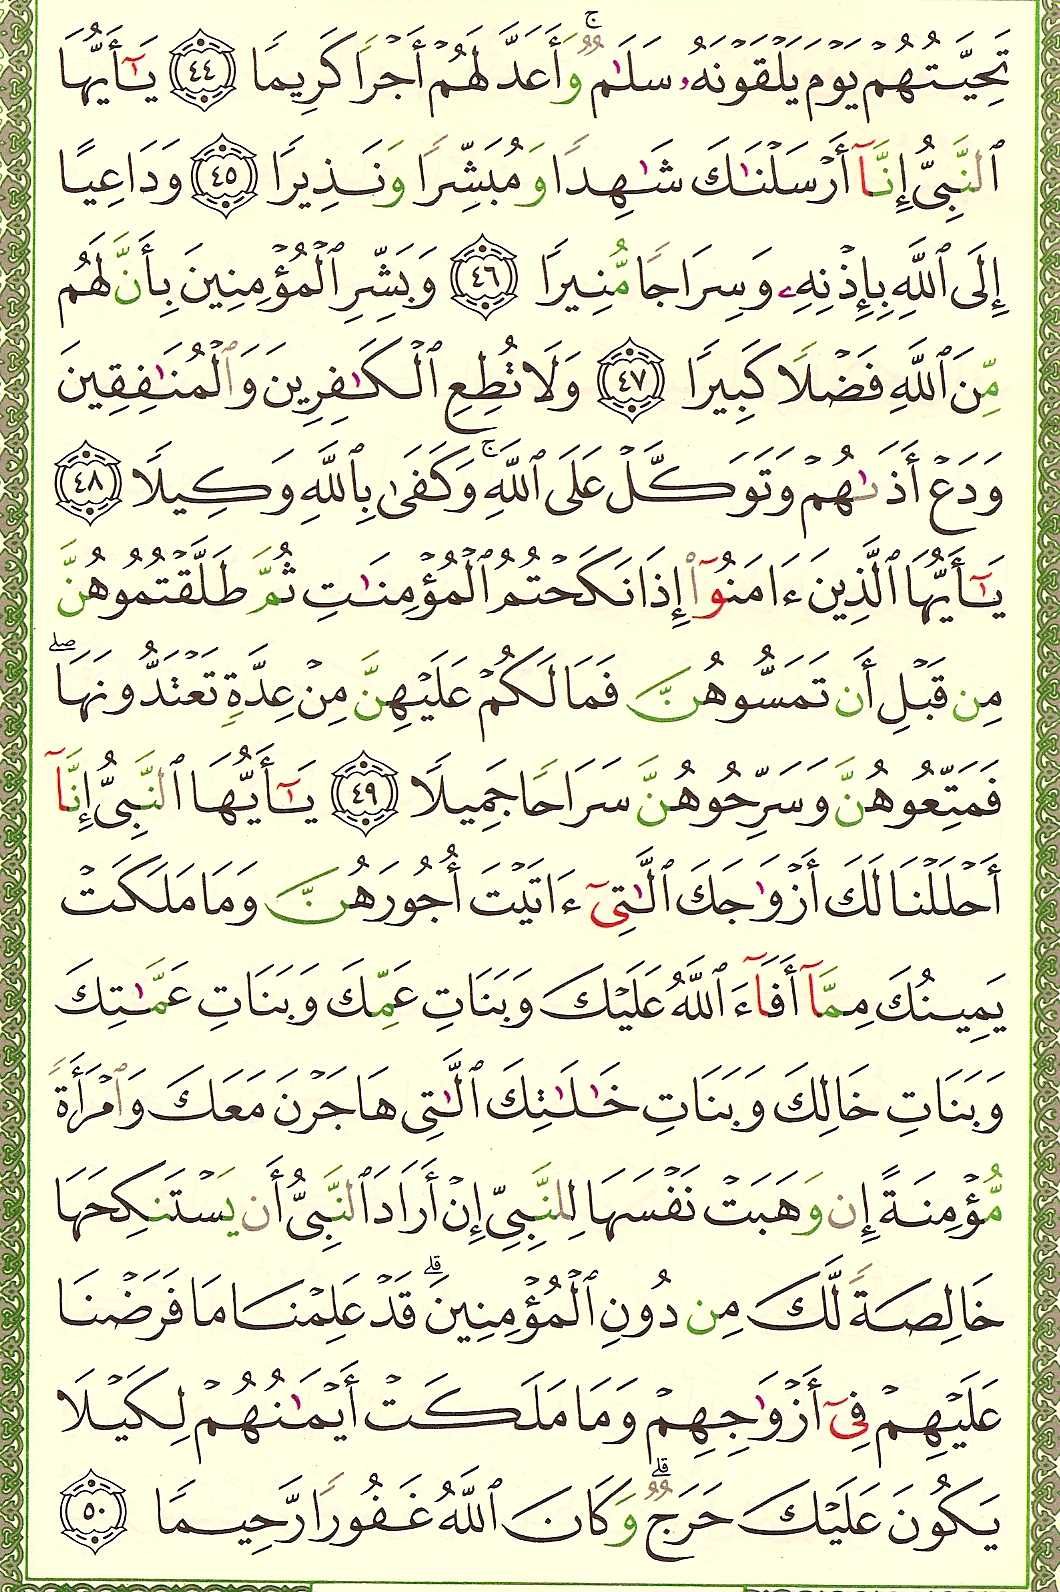 تَحِيَّتُهُمْ يَوْمَ يَلْقَوْنَهُۥ سَلَٰمٌۚ وَأَعَدَّ لَهُمْ أَجْرًا كَرِيمًا ٤٤ يَٰٓأَيُّهَا
ٱلنَّبِىُّ إِنَّآ أَرْسَلْنَٰكَ شَٰهِدًا وَمُبَشِّرًا وَنَذِيرًا ٤٥ وَدَاعِيًا
إِلَى ٱللَّهِ بِإِذْنِهِۦ وَسِرَاجًا مُّنِيرًا ٤٦ وَبَشِّرِ ٱلْمُؤْمِنِينَ بِأَنَّ لَهُم
مِّنَ ٱللَّهِ فَضْلًا كَبِيرًا ٤٧ وَلَا تُطِعِ ٱلْكَٰفِرِينَ وَٱلْمُنَٰفِقِينَ
وَدَعْ أَذَىٰهُمْ وَتَوَكَّلْ عَلَى ٱللَّهِۚ وَكَفَىٰ بِٱللَّهِ وَكِيلًا ٤٨
يَٰٓأَيُّهَا ٱلَّذِينَ ءَامَنُوٓا۟ إِذَا نَكَحْتُمُ ٱلْمُؤْمِنَٰتِ ثُمَّ طَلَّقْتُمُوهُنَّ
مِن قَبْلِ أَن تَمَسُّوهُنَّ فَمَا لَكُمْ عَلَيْهِنَّ مِنْ عِدَّةٍ تَعْتَدُّونَهَاۖ
فَمَتِّعُوهُنَّ وَسَرِّحُوهُنَّ سَرَاحًا جَمِيلًا ٤٩ يَٰٓأَيُّهَا ٱلنَّبِىُّ إِنَّآ
أَحْلَلْنَا لَكَ أَزْوَٰجَكَ ٱلَّٰتِىٓ ءَاتَيْتَ أُجُورَهُنَّ وَمَا مَلَكَتْ
يَمِينُكَ مِمَّآ أَفَآءَ ٱللَّهُ عَلَيْكَ وَبَنَاتِ عَمِّكَ وَبَنَاتِ عَمَّٰتِكَ
وَبَنَاتِ خَالِكَ وَبَنَاتِ خَٰلَٰتِكَ ٱلَّٰتِى هَاجَرْنَ مَعَكَ وَٱمْرَأَةً
مُّؤْمِنَةً إِن وَهَبَتْ نَفْسَهَا لِلنَّبِىِّ إِنْ أَرَادَ ٱلنَّبِىُّ أَن يَسْتَنكِحَهَا
خَالِصَةً لَّكَ مِن دُونِ ٱلْمُؤْمِنِينَۗ قَدْ عَلِمْنَا مَا فَرَضْنَا
عَلَيْهِمْ فِىٓ أَزْوَٰجِهِمْ وَمَا مَلَكَتْ أَيْمَٰنُهُمْ لِكَيْلَا
يَكُونَ عَلَيْكَ حَرَجٌۗ وَكَانَ ٱللَّهُ غَفُورًا رَّحِيمًا ٥٠